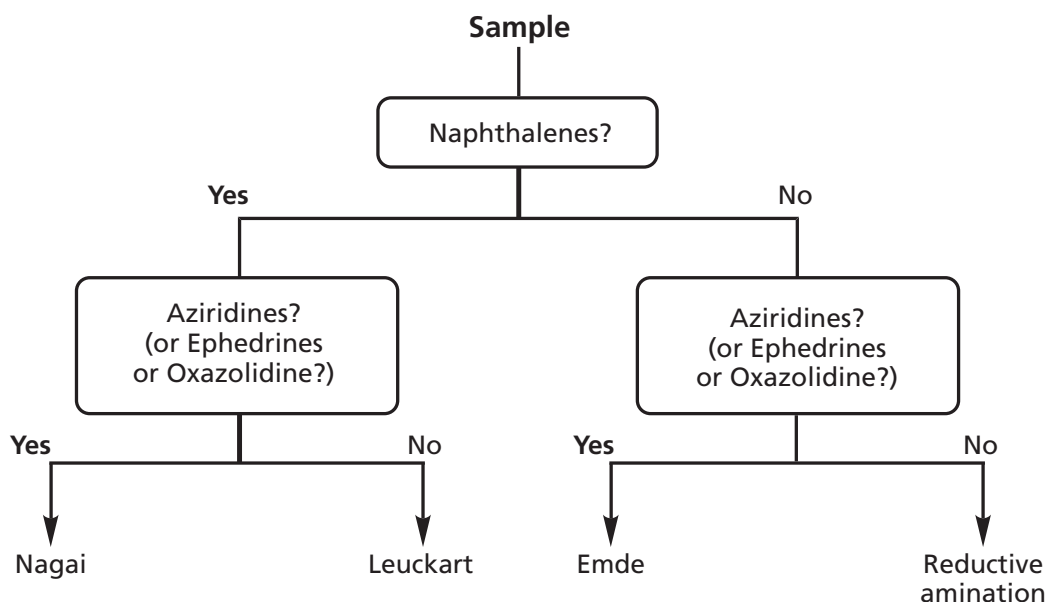 Sample
Naphthalenes?
Yes
No
Aziridines?
(or Ephedrines
or Oxazolidine?)
Aziridines?
(or Ephedrines
or Oxazolidine?)
Yes
No
Yes
No
Nagai
Leuckart
Emde
Reductive
amination